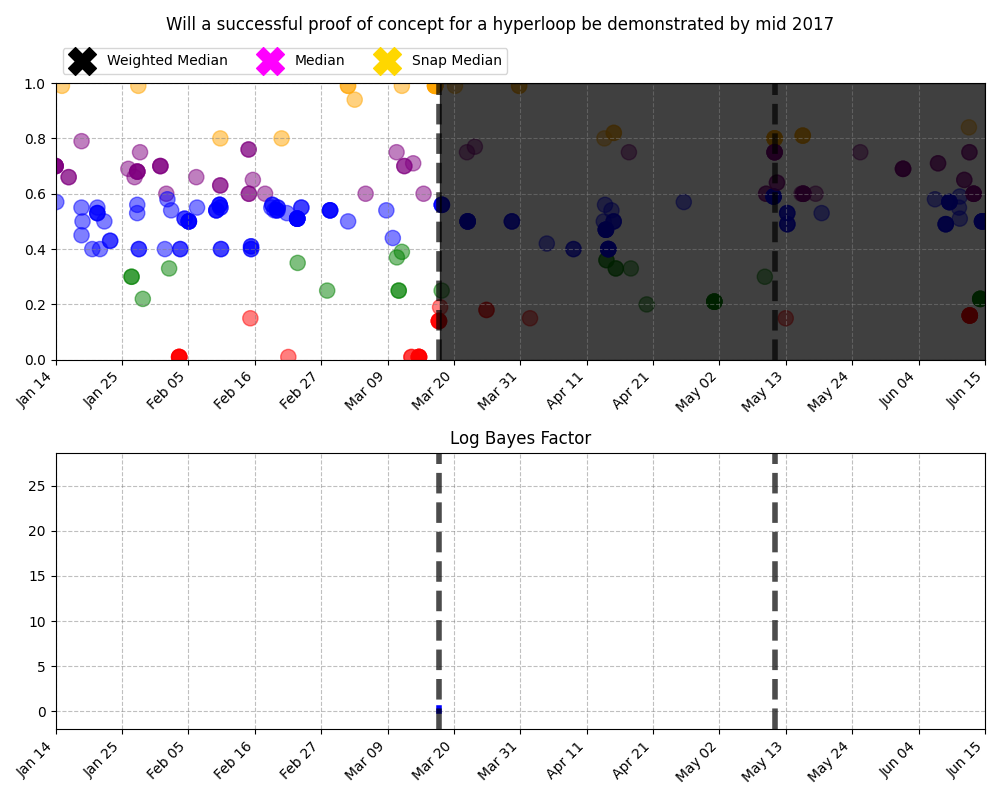 Will a successful proof of concept for a hyperloop be demonstrated by mid 2017
Weighted Median Median Snap Median
1.0
0.8
0.6
0.4
0.2
0.0
Jan 14 Jan 25 Feb 05 Feb 16 Feb 27 Mar 09 Mar 20 Mar 31 Apr 11 Apr 21 May 02 May 13 May 24 Jun 04 Jun 15
Log Bayes Factor
25
20
15
10
5
0
Jan 14 Jan 25 Feb 05 Feb 16 Feb 27 Mar 09 Mar 20 Mar 31 Apr 11 Apr 21 May 02 May 13 May 24 Jun 04 Jun 15